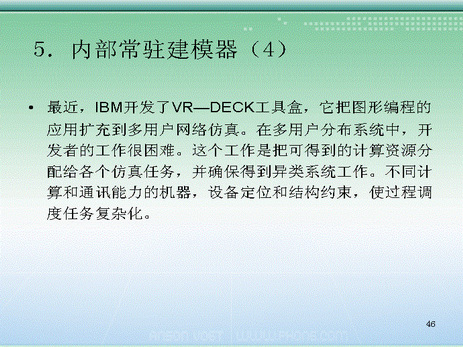 5. 内部常驻建模器（4）
• 最近，IBM开发了VR—DECK工具盒，它把图形编程的
应用扩充到多用户网络仿真。在多用户分布系统中，开
发者的工作很困难。这个工作是把可得到的计算资源分
配给各个仿真任务，并确保得到异类系统工作。不同计
算和通讯能力的机器，设备定位和结构约束，使过程调
度任务复杂化。
46